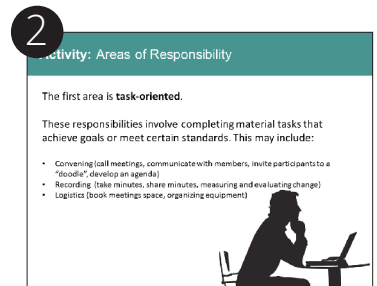 2
Activity: Areas of Responsibility
The first area is task-oriented.
These responsibilities involve completing material tasks that
achieve goals or meet certain standards. This may include:
• Convening (call meetings, communicate with members, invite participants to a
"doodle", develop an agenda)
• Recording (take minutes, share minutes, measuring and evaluating change)
• Logistics (book meetings space, organizing equipment)